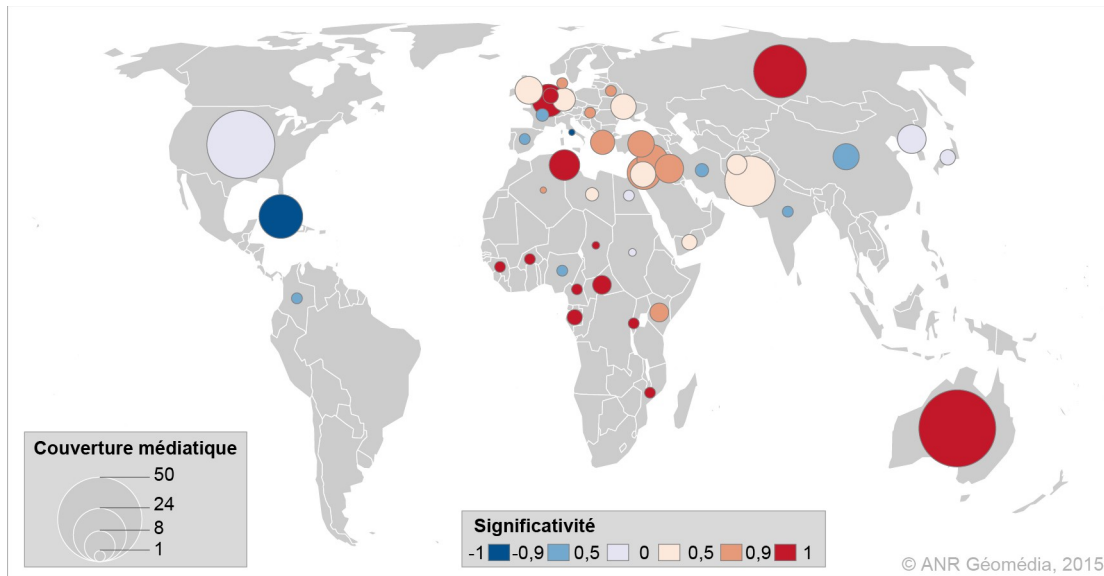 Couverture médiatique
50
24
8
1
Significativité
-1 -0,9 0,5 0 0,5 0,9 1
© ANR Géomédia, 2015